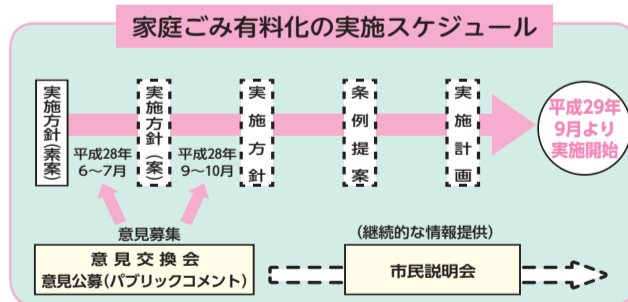 家庭ごみ有料化の実施スケジュール
実施方針(素案)
実施方針(案)
実施方針
条例提案
実施計画
平成29年
9月より
実施開始
平成28年
6〜7月
平成28年
9〜10月
意見募集
意見交換会
意見公募(パブリックコメント)
(継続的な情報提供)
市民説明会